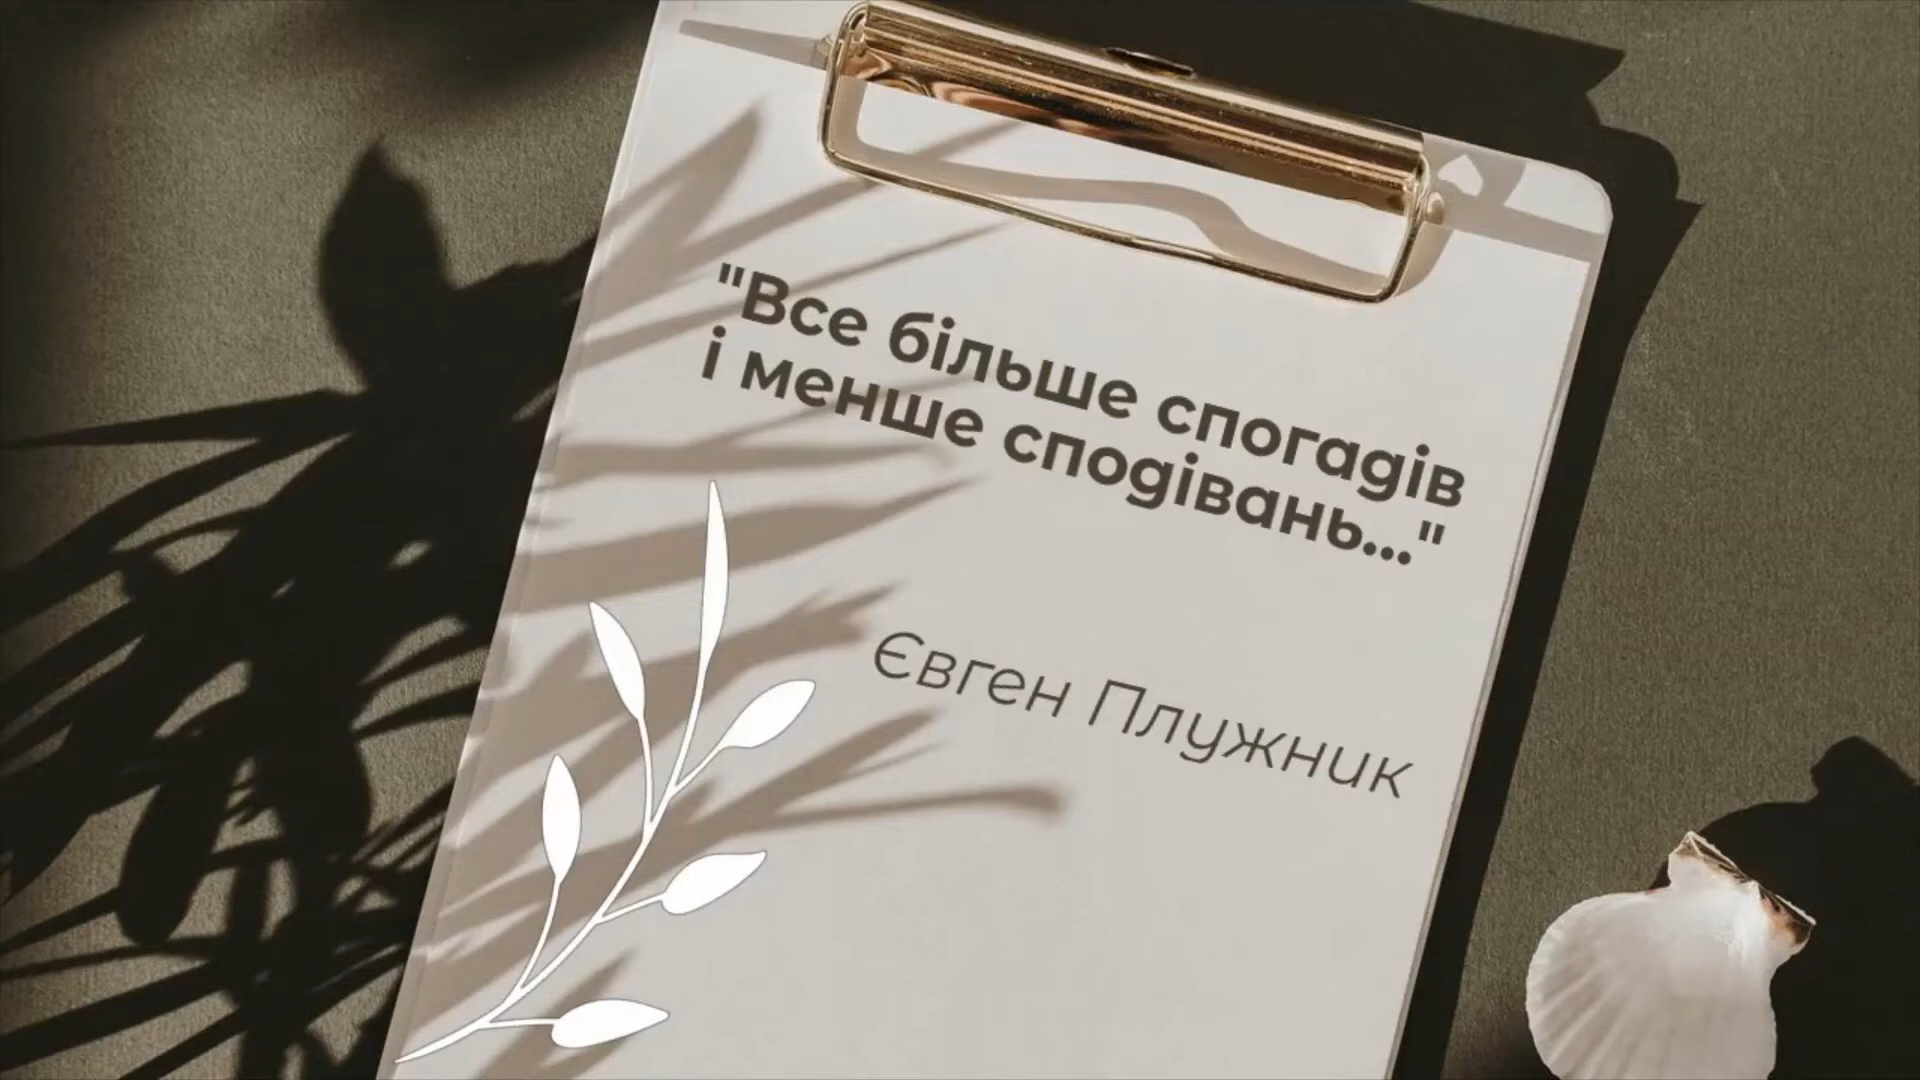 "Все більше спогадів
і менше сподівань..."
Євген Плужник